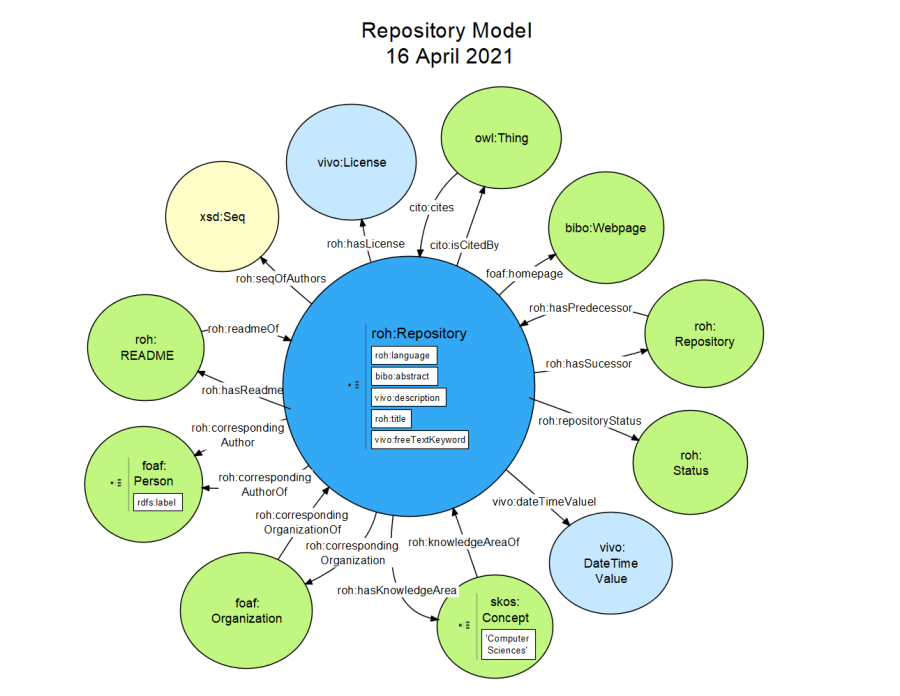 Repository Model
16 April 2021
owl:Thing
vivo:License
xsd:Seq
cito:cites
bibo:Webpage
roh:hasLicense
cito:isCitedBy
foaf:homepage
roh:seqOfAuthors
roh:hasPredecessor
roh:readmeOf
roh:
README
roh:Repository
roh:language
bibo:abstract
vivo:description
roh:title
vivo:freeTextKeyword
roh:
Repository
roh:hasSucessor
roh:hasReadme
roh:repositoryStatus
roh:corresponding
Author
roh:
Status
foaf:
Person
rdfs:label
roh:corresponding
AuthorOf
vivo:dateTimeValuel
roh:corresponding
OrganizationOf
roh:corresponding
Organization
roh:knowledgeAreaOf
vivo:
DateTime
Value
roh:hasKnowledgeArea
foaf:
Organization
skos:
Concept
'Computer
Sciences'